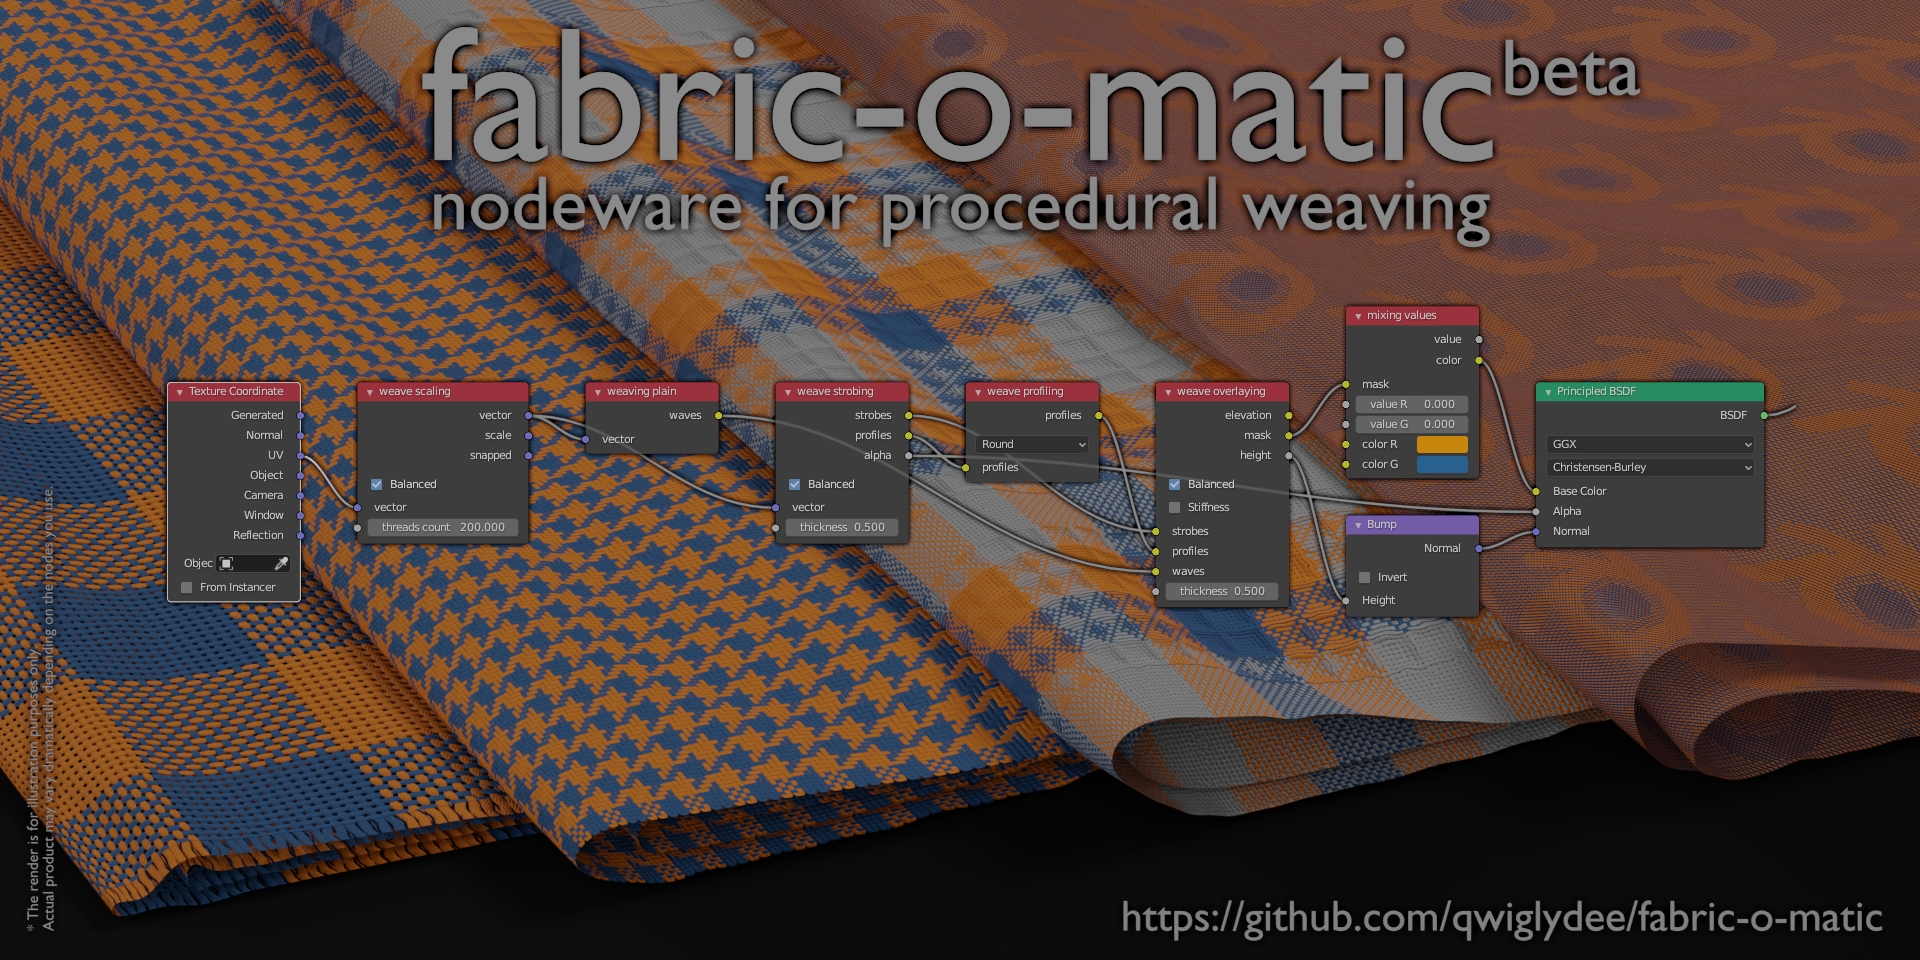 fabric-o-matic beta
nodeware for procedural weaving
Texture Coordinate
Generated
Normal
UV
Object
Camera
Window
Reflection
Objec
From Instancer
weave scaling
vector
scale
snapped
Balanced
vector
threads count 200.000
weaving plain
waves
vector
weave strobing
strobes
profiles
alpha
Balanced
vector
thickness 0.500
weave profiling
profiles
Round
profiles
weave overlaying
elevation
mask
height
Balanced
Stiffness
strobes
profiles
waves
thickness 0.500
mixing values
value
color
mask
value R 0.000
value G 0.000
color R
color G
Bump
Normal
Invert
Height
Principled BSDF
BSDF
GGX
Christensen-Burley
Base Color
Alpha
Normal
* The render is for illustration purposes only.
Actual product may vary dramatically depending on the nodes you use.
https://github.com/qwiglydee/fabric-o-matic